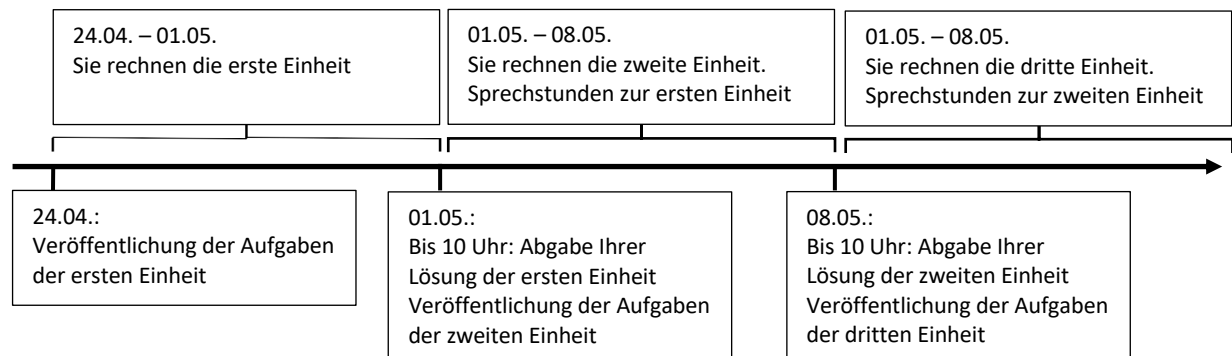 24.04. – 01.05.
Sie rechnen die erste Einheit
01.05. – 08.05.
Sie rechnen die zweite Einheit.
Sprechstunden zur ersten Einheit
01.05. – 08.05.
Sie rechnen die dritte Einheit.
Sprechstunden zur zweiten Einheit
24.04.:
Veröffentlichung der Aufgaben
der ersten Einheit
01.05.:
Bis 10 Uhr: Abgabe Ihrer
Lösung der ersten Einheit
Veröffentlichung der Aufgaben
der zweiten Einheit
08.05.:
Bis 10 Uhr: Abgabe Ihrer
Lösung der zweiten Einheit
Veröffentlichung der Aufgaben
der dritten Einheit